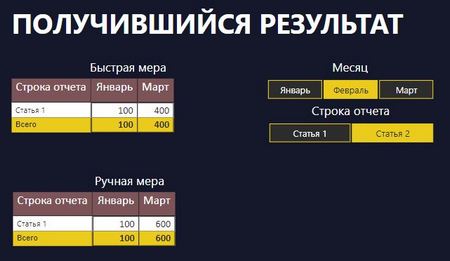 ПОЛУЧИВШИЙСЯ РЕЗУЛЬТАТ
Быстрая мера
Строка отчета Январь Март
Статья 1 100 400
Всего 100 400
Месяц
Январь Февраль Март
Строка отчета
Статья 1 Статья 2
Ручная мера
Строка отчета Январь Март
Статья 1 100 600
Всего 100 600